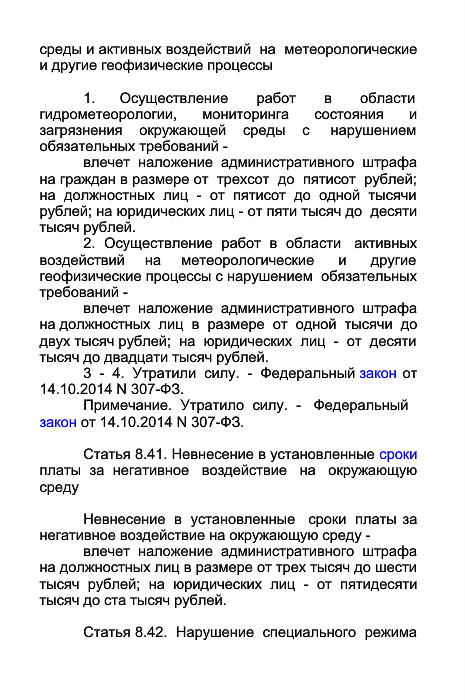 среды и активных воздействий на метеорологические
и другие геофизические процессы
1. Осуществление работ в области
гидрометеорологии, мониторинга состояния и
загрязнения окружающей среды с нарушением
обязательных требований -
влечет наложение административного штрафа
на граждан в размере от трехсот до пятисот рублей;
на должностных лиц - от пятисот до одной тысячи
рублей; на юридических лиц - от пяти тысяч до десяти
тысяч рублей.
2. Осуществление работ в области активных
воздействий на метеорологические и другие
геофизические процессы с нарушением обязательных
требований -
влечет наложение административного штрафа
на должностных лиц в размере от одной тысячи до
двух тысяч рублей; на юридических лиц - от десяти
тысяч до двадцати тысяч рублей.
3 - 4. Утратили силу. - Федеральный закон от
14.10.2014 N 307-ФЗ.
Примечание. Утратило силу. - Федеральный
закон от 14.10.2014 N 307-ФЗ.
Статья 8.41. Невнесение в установленные сроки
платы за негативное воздействие на окружающую
среду
Невнесение в установленные сроки платы за
негативное воздействие на окружающую среду -
влечет наложение административного штрафа
на должностных лиц в размере от трех тысяч до шести
тысяч рублей; на юридических лиц - от пятидесяти
тысяч до ста тысяч рублей.
Статья 8.42. Нарушение специального режима